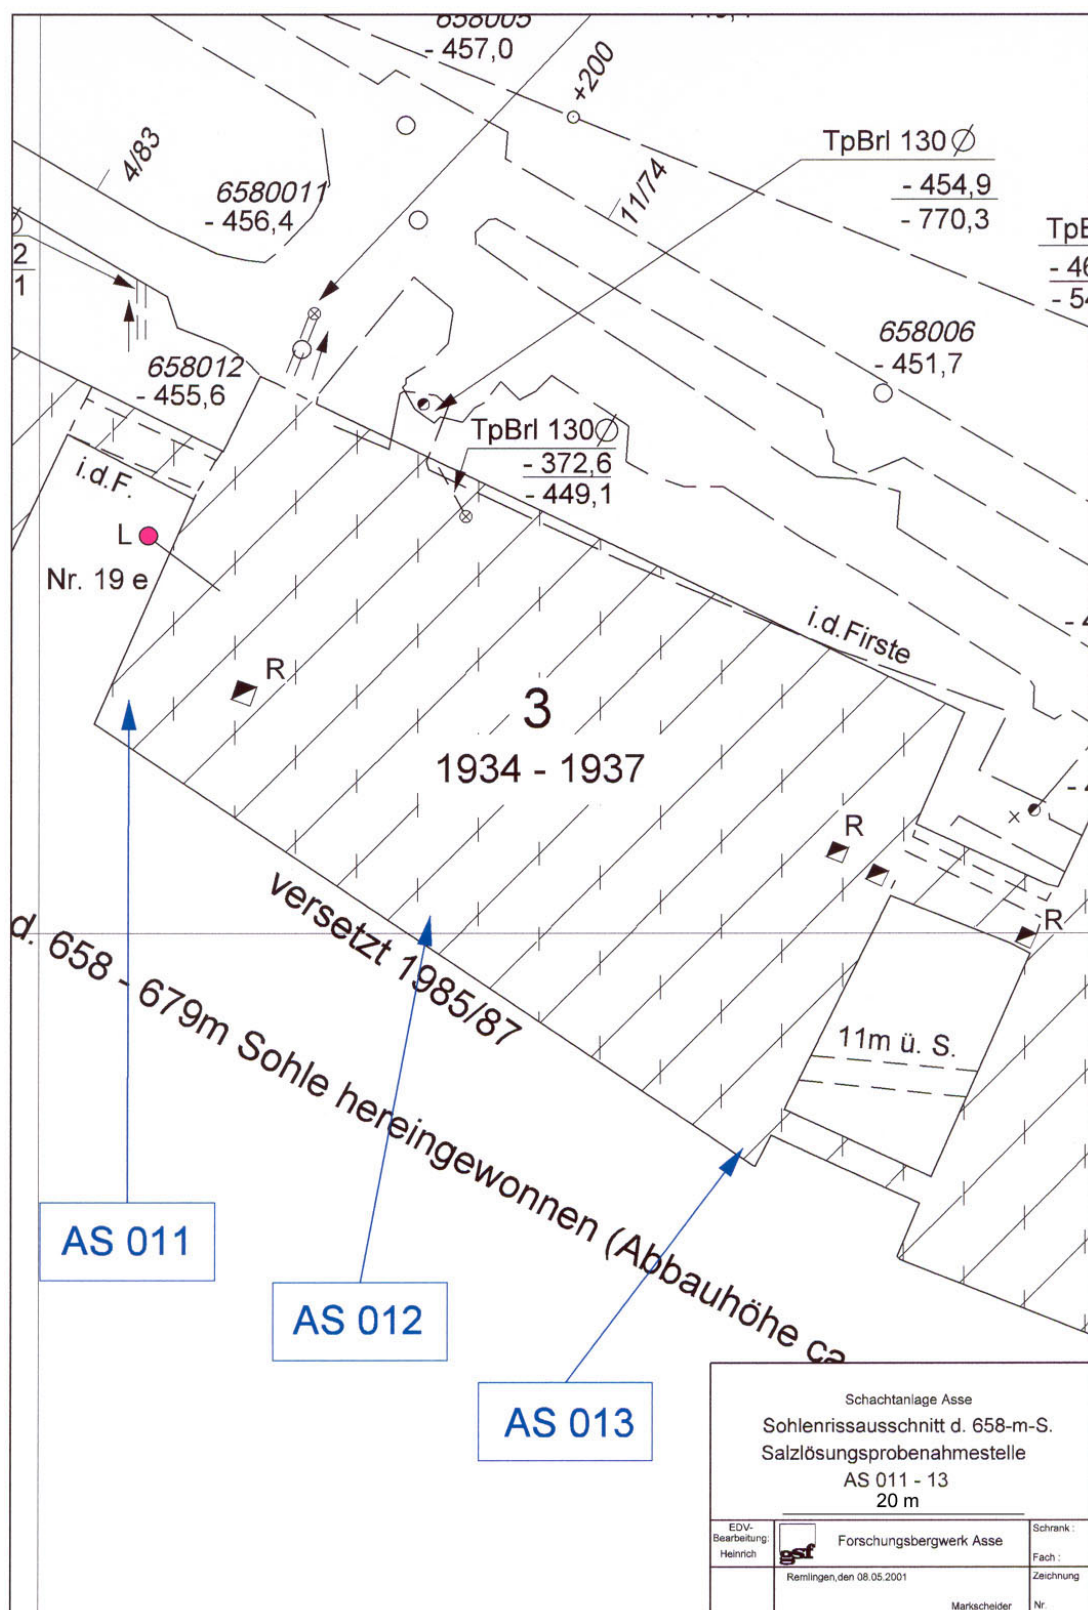 658005
- 457,0
+200
4/83
6580011
- 456,4
11/74
TpBrl 130 ∅
- 454,9
- 770,3
2
1
658012
- 455,6
658006
- 451,7
TpBrl 130 ∅
- 372,6
- 449,1
i.d.F.
L
Nr. 19 e
i.d.Firste
R
3
1934 - 1937
R
R
versetzt 1985/87
d. 658 - 679m Sohle hereingewonnen (Abbauhöhe ca
11m ü. S.
AS 011
AS 012
AS 013
Schachtanlage Asse
Sohlenrissausschnitt d. 658-m-S.
Salzlösungsprobenahmestelle
AS 011 - 13
20 m
EDV-
Bearbeitung:
Heinrich
gsf
Forschungsbergwerk Asse
Schrank :
Fach :
Remlingen,den 08.05.2001
Zeichnung
Markscheider
Nr.